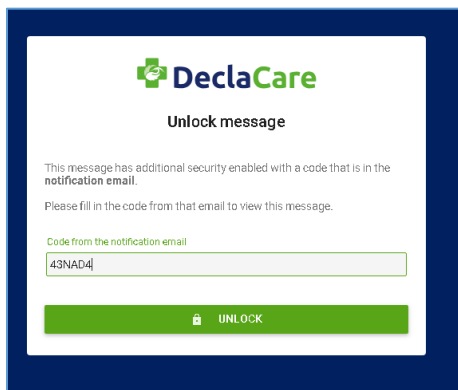 DeclaCare
Unlock message
This message has additional security enabled with a code that is in the
notification email.
Please fill in the code from that email to view this message.
Code from the notification email
43NAD4
UNLOCK